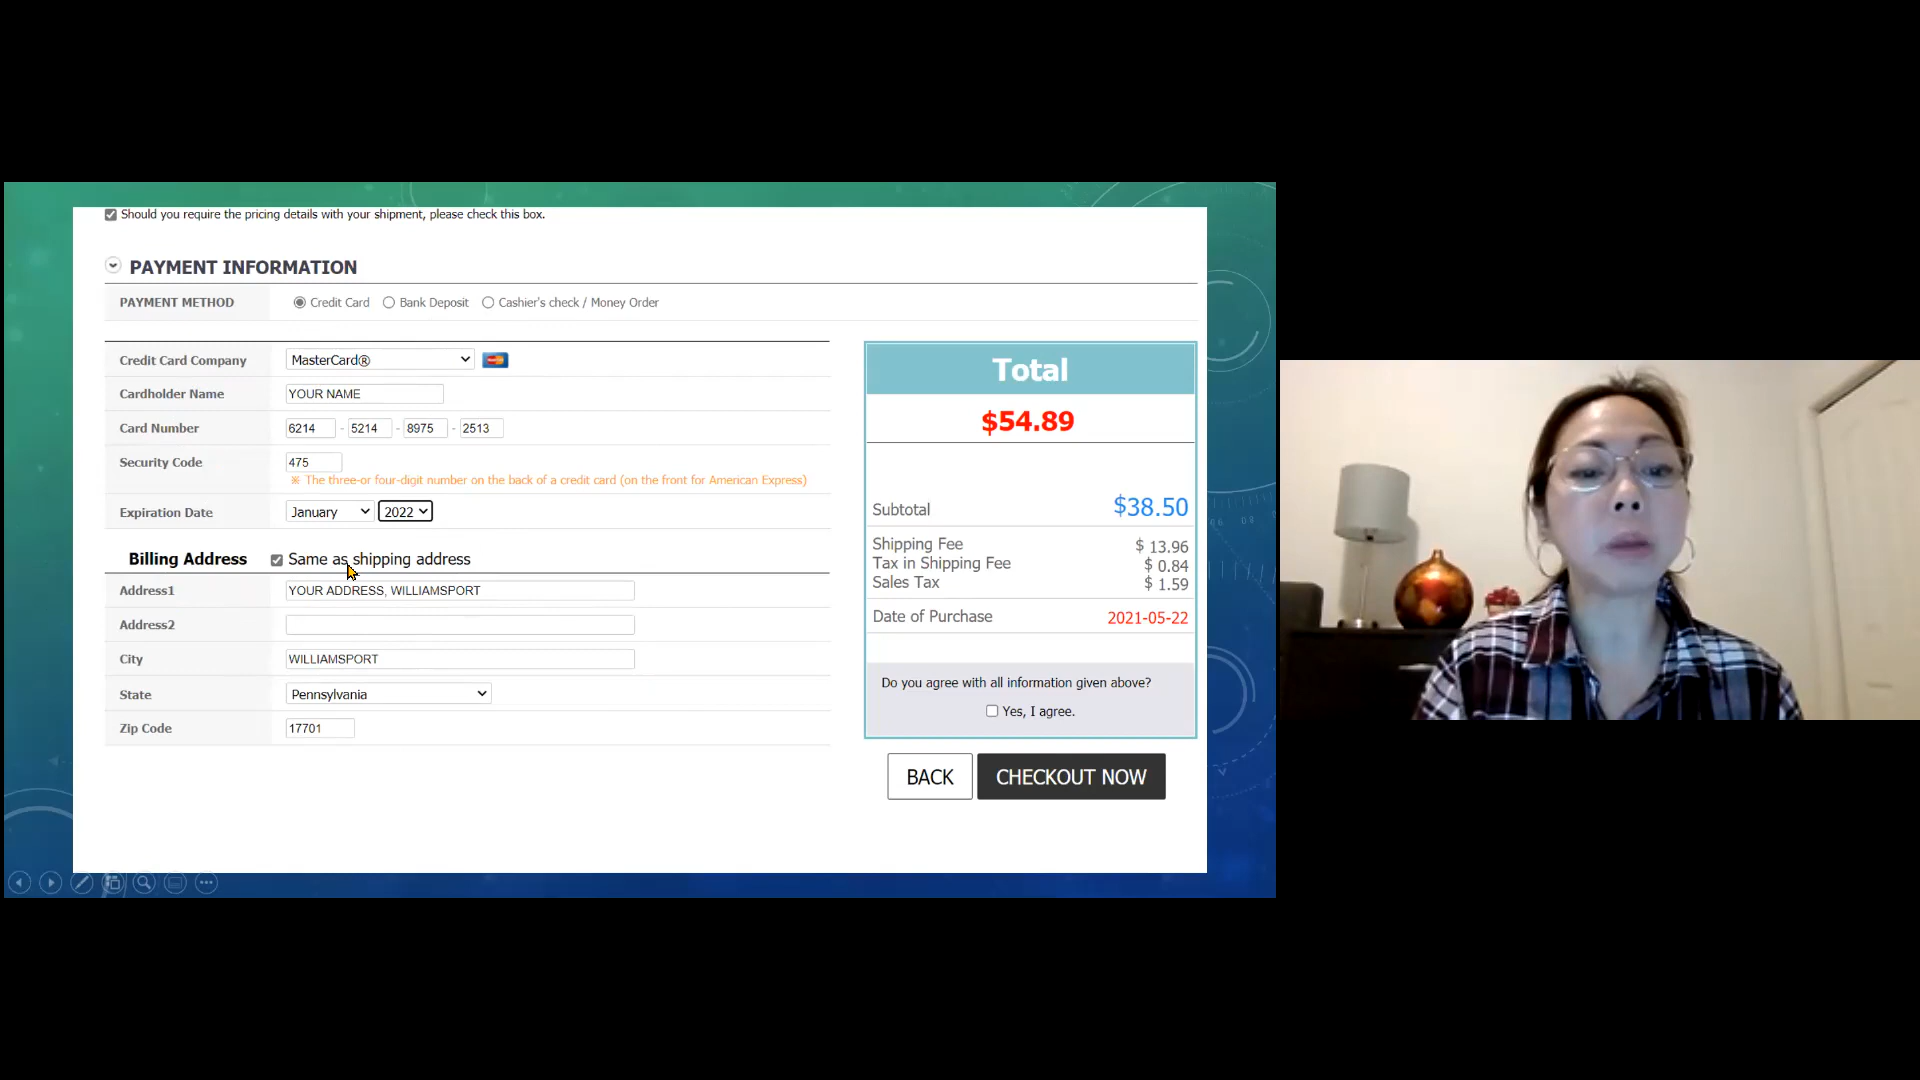 Should you require the pricing details with your shipment, please check this box.
PAYMENT INFORMATION
PAYMENT METHOD Credit Card Bank Deposit Cashier's check / Money Order
Credit Card Company MasterCard®
Cardholder Name YOUR NAME
Card Number 6214 - 5214 - 8975 - 2513
Security Code 475
※ The three-or four-digit number on the back of a credit card (on the front for American Express)
Expiration Date January 2022
Billing Address Same as shipping address
Address1 YOUR ADDRESS, WILLIAMSPORT
Address2
City WILLIAMSPORT
State Pennsylvania
Zip Code 17701
Total
$54.89
Subtotal $38.50
Shipping Fee $ 13.96
Tax in Shipping Fee $ 0.84
Sales Tax $ 1.59
Date of Purchase 2021-05-22
Do you agree with all information given above?
Yes, I agree.
BACK CHECKOUT NOW